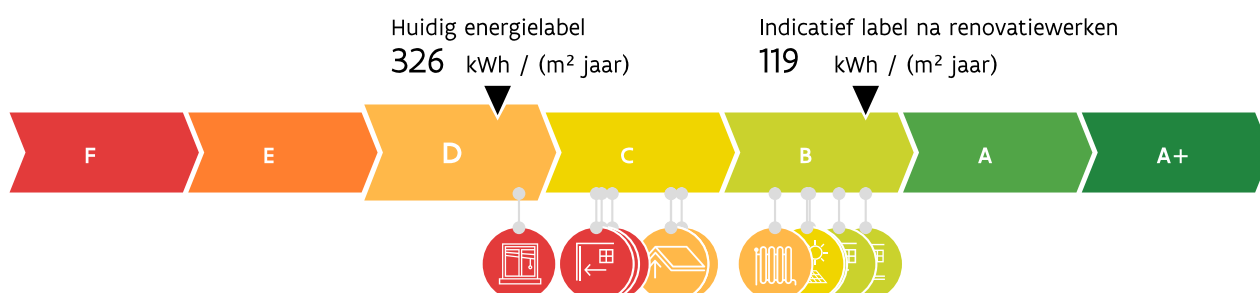 Huidig energielabel
326 kWh / (m² jaar)
Indicatief label na renovatiewerken
119 kWh / (m² jaar)
F
E
D
C
B
A
A+